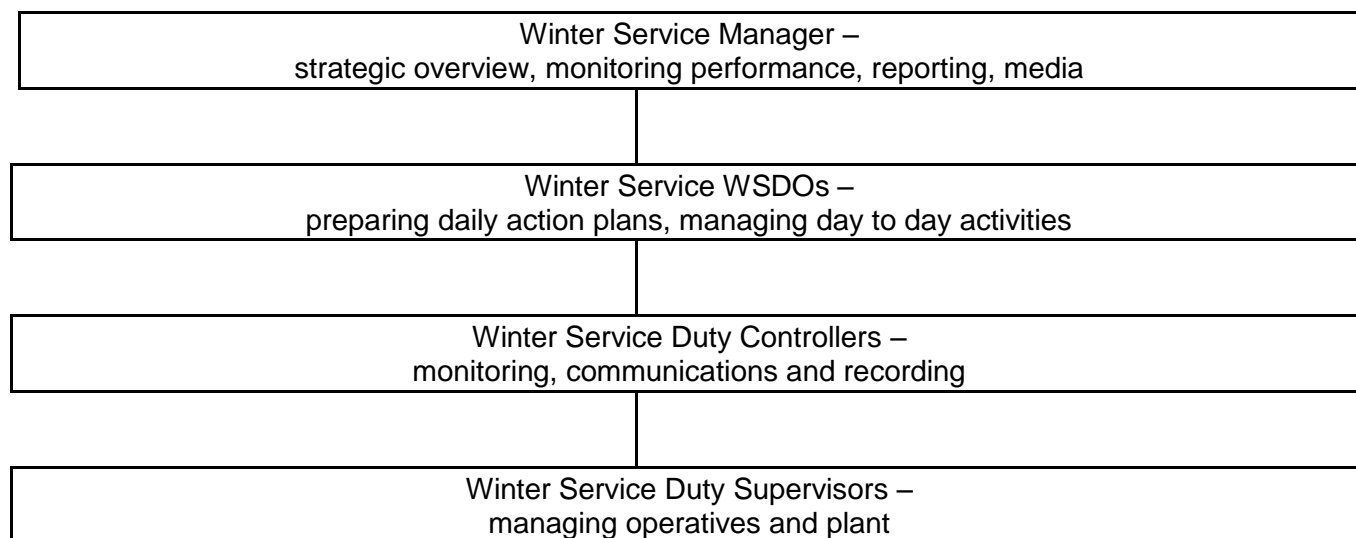 Winter Service Manager –
strategic overview, monitoring performance, reporting, media
Winter Service WSDOs –
preparing daily action plans, managing day to day activities
Winter Service Duty Controllers –
monitoring, communications and recording
Winter Service Duty Supervisors –
managing operatives and plant